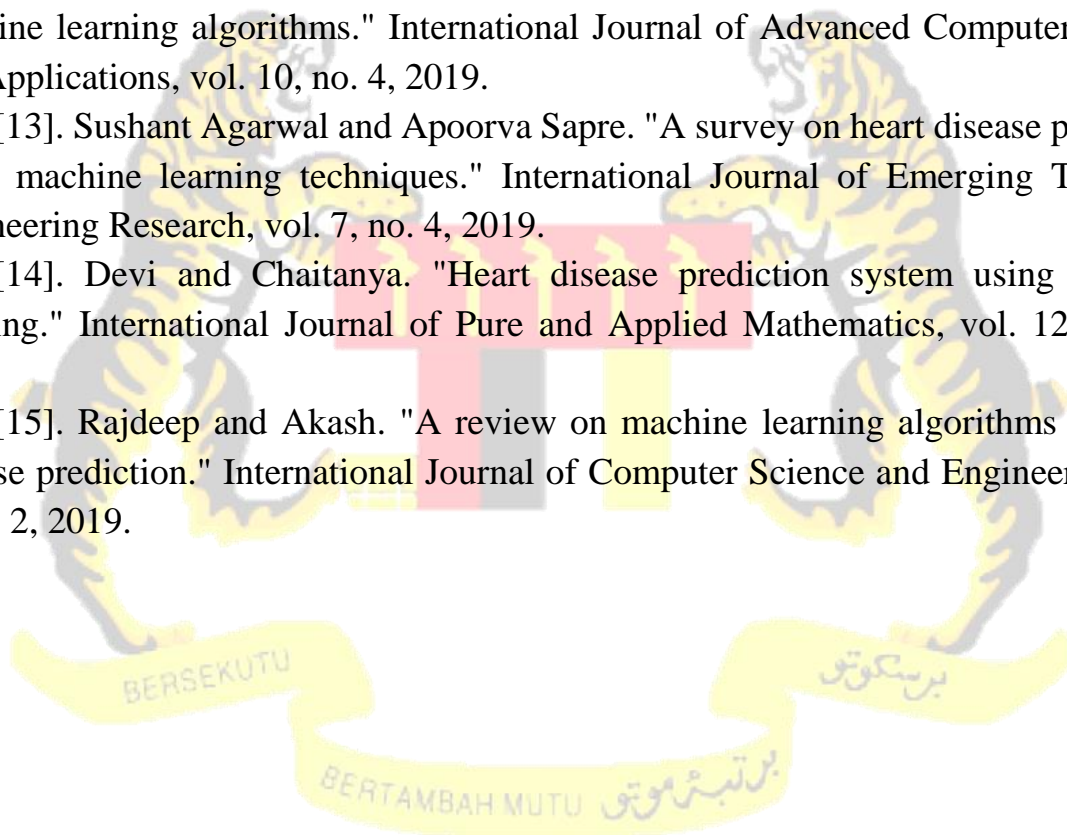 ine learning algorithms." International Journal of Advanced Computer
Applications, vol. 10, no. 4, 2019.
[13]. Sushant Agarwal and Apoorva Sapre. "A survey on heart disease p
machine learning techniques." International Journal of Emerging T
neering Research, vol. 7, no. 4, 2019.
[14]. Devi and Chaitanya. "Heart disease prediction system using
ng." International Journal of Pure and Applied Mathematics, vol. 12
[15]. Rajdeep and Akash. "A review on machine learning algorithms
se prediction." International Journal of Computer Science and Engineer
2, 2019.
BERSEKUTU برسكوتو
BERTAMBAH MUTU برتمبه موتو